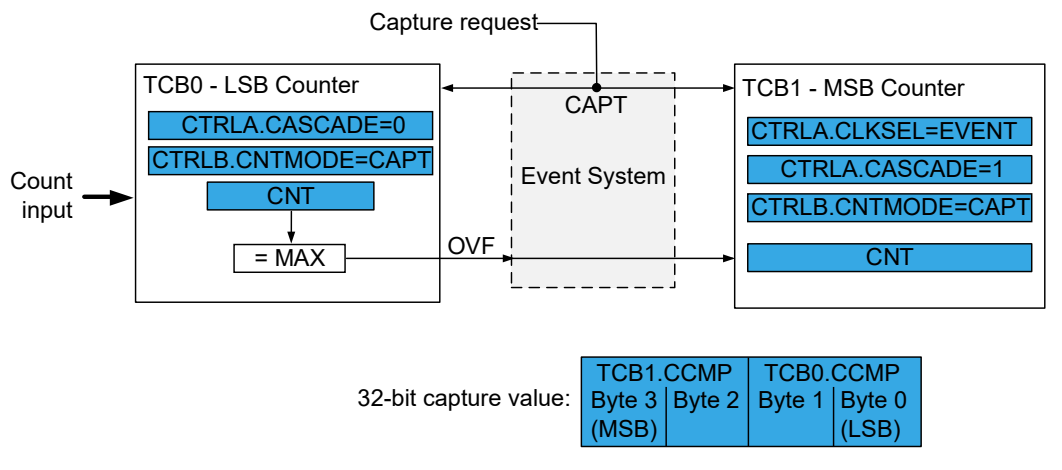 Capture request
TCB0 - LSB Counter
CTRLA.CASCADE=0
CTRLB.CNTMODE=CAPT
CNT
= MAX
Count
input
OVF
CAPT
Event System
TCB1 - MSB Counter
CTRLA.CLKSEL=EVENT
CTRLA.CASCADE=1
CTRLB.CNTMODE=CAPT
CNT
32-bit capture value:
TCB1.CCMP TCB0.CCMP
Byte 3 Byte 2 Byte 1 Byte 0
(MSB) (LSB)